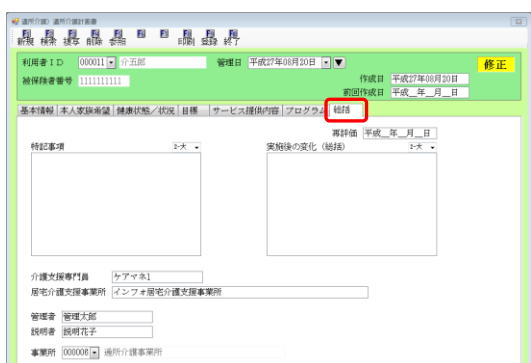 通所介護) 通所介護計画書
新規 検索 複写 削除 参照 印刷 登録 終了
利用者ID 000011 介五郎 管理日 平成27年08月20日 修正
被保険者番号 1111111111 作成日 平成27年08月20日
前回作成日 平成__年__月__日
基本情報 本人家族希望 健康状態/状況 目標 サービス提供内容 プログラム 総括
再評価 平成__年__月__日
特記事項 2-大 実施後の変化 (総括) 2-大
介護支援専門員 ケアマネ1
居宅介護支援事業所 インフォ居宅介護支援事業所
管理者 管理太郎
説明者 説明花子
事業所 000008 通所介護事業所